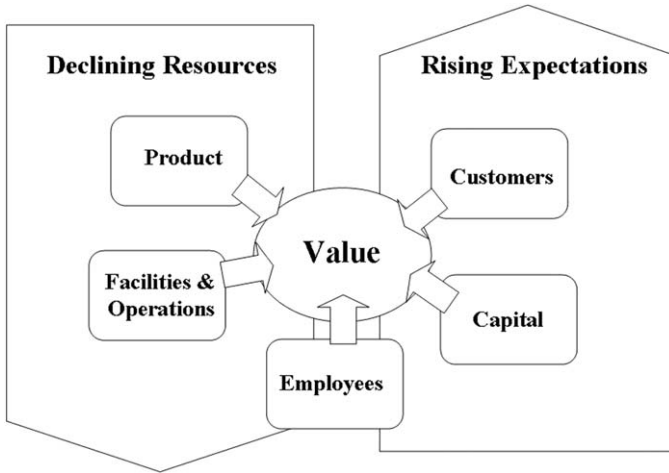 Declining Resources
Rising Expectations
Product
Customers
Value
Facilities &
Operations
Capital
Employees